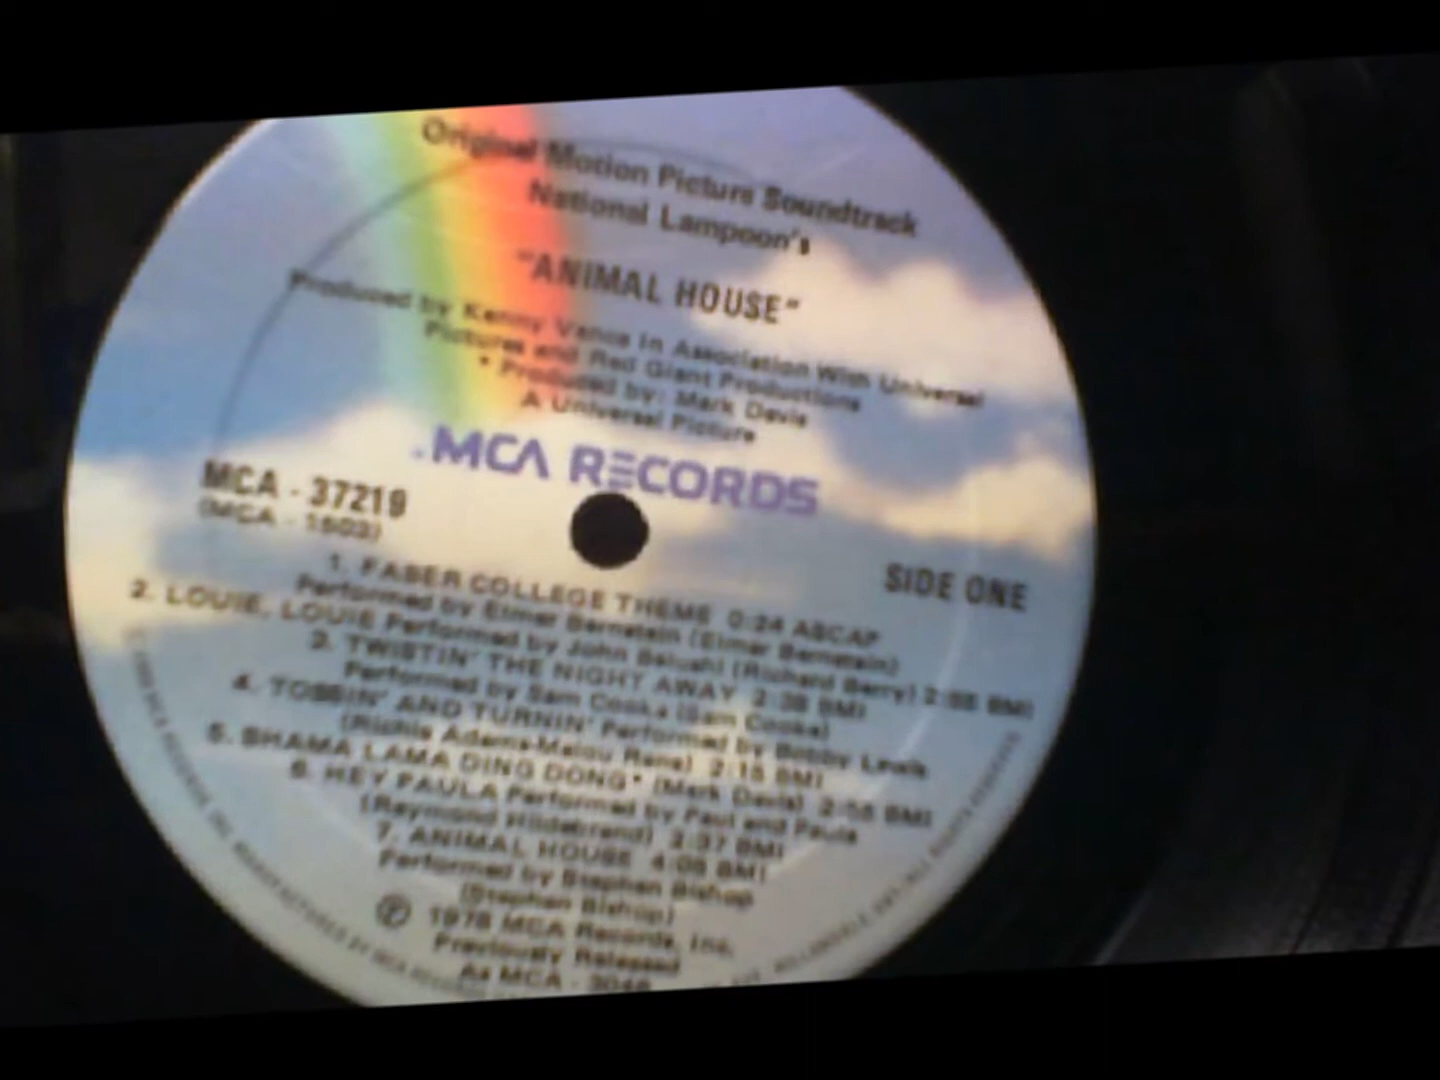 Original Motion Picture Soundtrack
National Lampoon's
"ANIMAL HOUSE"
Produced by Kenny Vance In Association With Universal
Pictures and Red Giant Productions
* Produced by: Mark Davis
A Universal Picture
MCA RECORDS
MCA - 37219
(MCA - 1603)
SIDE ONE
1. FABER COLLEGE THEME 0:24 ASCAP
Performed by Elmer Bernstein (Elmer Bernstein)
2. LOUIE, LOUIE Performed by John Belushi (Richard Berry) 2:55 BMI
3. TWISTIN' THE NIGHT AWAY 2:38 BMI
Performed by Sam Cooke (Sam Cooke)
4. TOSSIN' AND TURNIN' Performed by Bobby Lewis
(Richie Adams-Malou Rene) 2:15 BMI
5. SHAMA LAMA DING DONG* (Mark Davis) 2:55 BMI
6. HEY PAULA Performed by Paul and Paula
(Raymond Hildebrand) 2:37 BMI
7. ANIMAL HOUSE 4:05 BMI
Performed by Stephen Bishop
(Stephen Bishop)
Ⓟ 1978 MCA Records, Inc.
Previously Released
As MCA - 3046